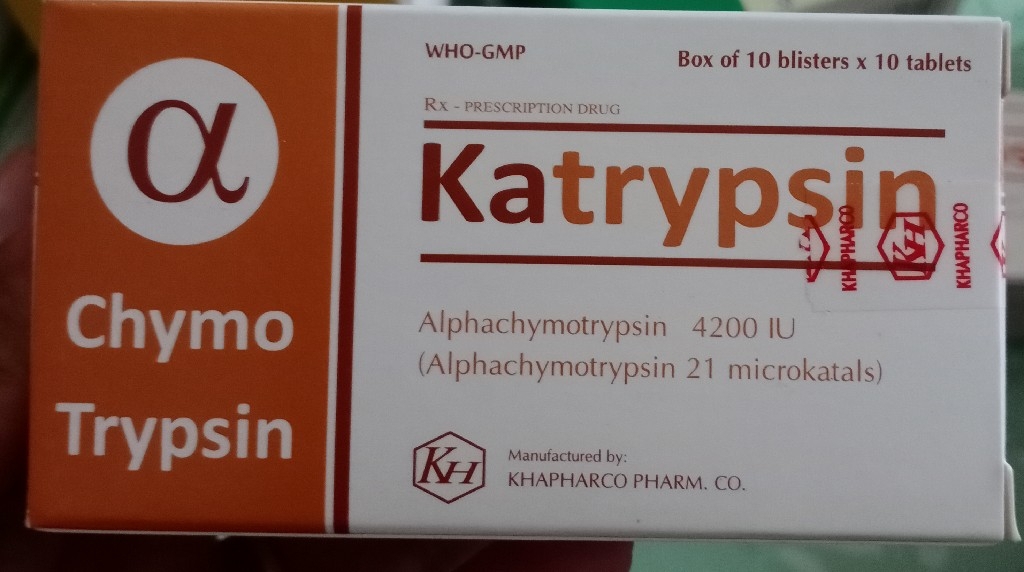 α
Chymo
Trypsin
WHO-GMP
Box of 10 blisters x 10 tablets
Rx - PRESCRIPTION DRUG
Katrypsin
KHAPHARCO
KH
KHAPHARCO
Alphachymotrypsin 4200 IU
(Alphachymotrypsin 21 microkatals)
KH
Manufactured by:
KHAPHARCO PHARM. CO.